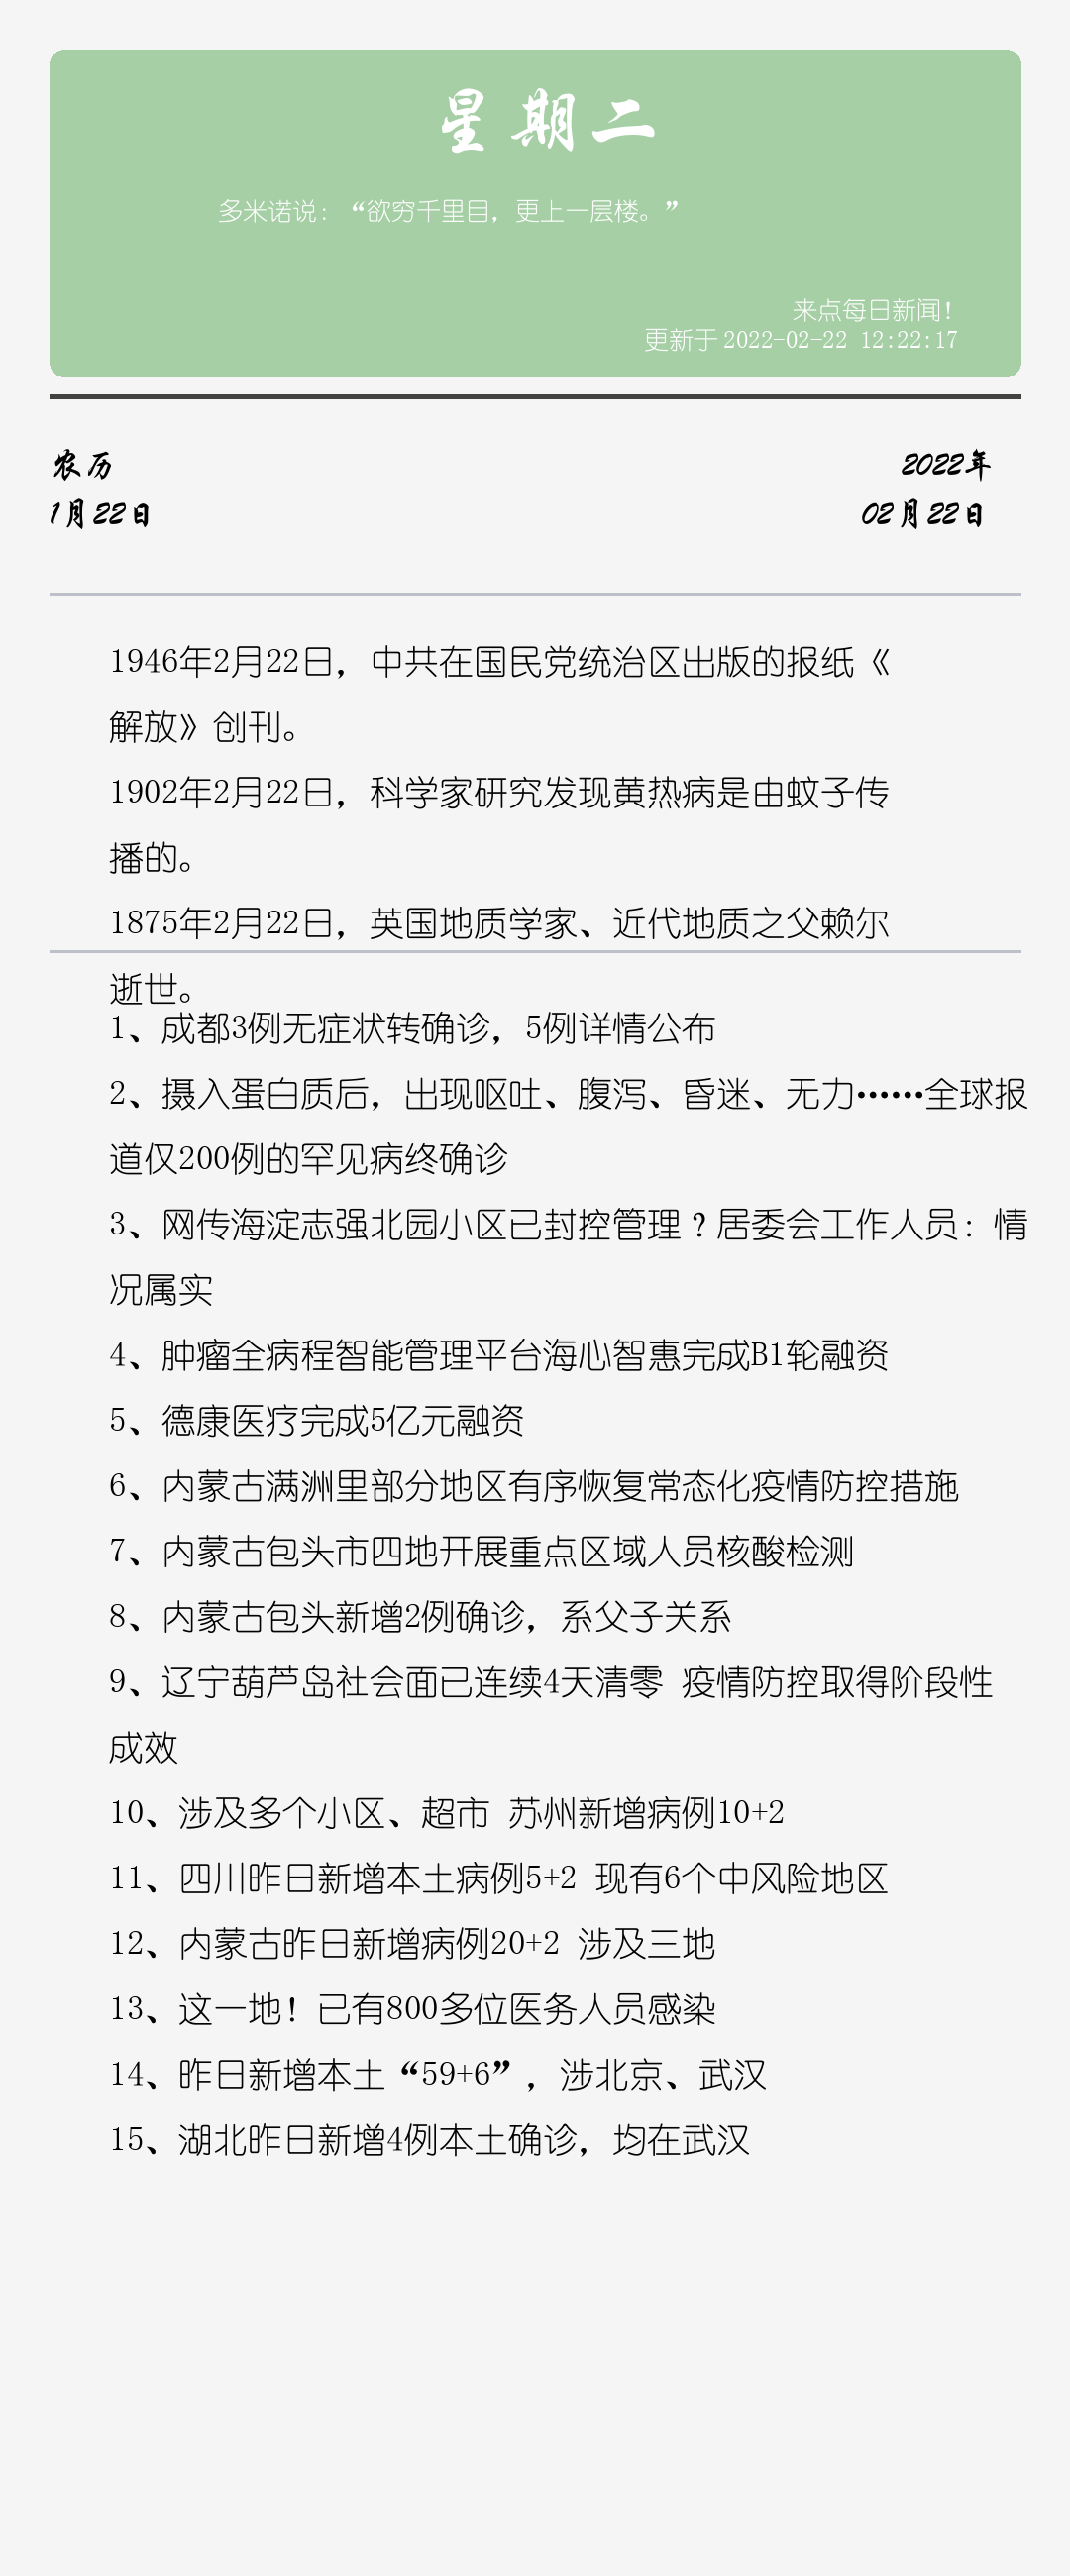 星期二
多米诺说：“欲穷千里目，更上一层楼。”
来点每日新闻！
更新于 2022-02-22 12:22:17
农历
2022年
1月22日
02月22日
1946年2月22日，中共在国民党统治区出版的报纸《
解放》创刊。
1902年2月22日，科学家研究发现黄热病是由蚊子传
播的。
1875年2月22日，英国地质学家、近代地质之父赖尔
逝世。
1、成都3例无症状转确诊，5例详情公布
2、摄入蛋白质后，出现呕吐、腹泻、昏迷、无力……全球报
道仅200例的罕见病终确诊
3、网传海淀志强北园小区已封控管理？居委会工作人员：情
况属实
4、肿瘤全病程智能管理平台海心智惠完成B1轮融资
5、德康医疗完成5亿元融资
6、内蒙古满洲里部分地区有序恢复常态化疫情防控措施
7、内蒙古包头市四地开展重点区域人员核酸检测
8、内蒙古包头新增2例确诊，系父子关系
9、辽宁葫芦岛社会面已连续4天清零 疫情防控取得阶段性
成效
10、涉及多个小区、超市 苏州新增病例10+2
11、四川昨日新增本土病例5+2 现有6个中风险地区
12、内蒙古昨日新增病例20+2 涉及三地
13、这一地！已有800多位医务人员感染
14、昨日新增本土“59+6”，涉北京、武汉
15、湖北昨日新增4例本土确诊，均在武汉